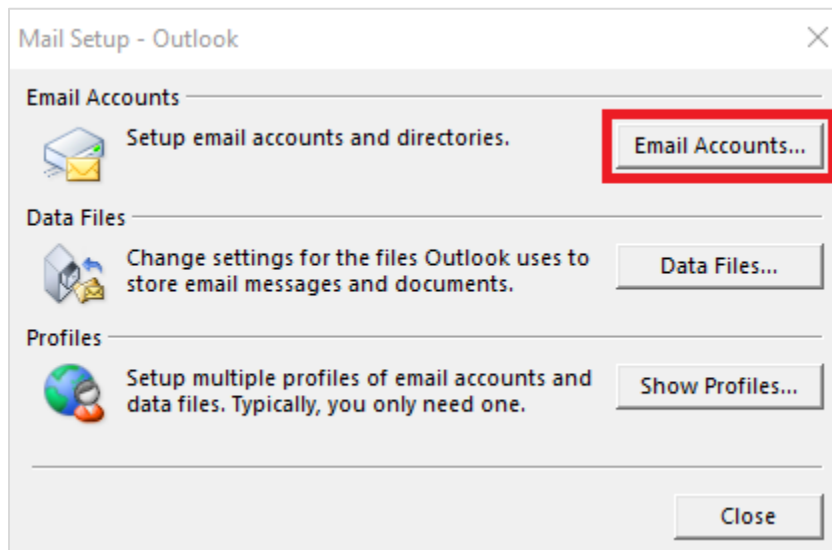 Mail Setup - Outlook
Email Accounts
Setup email accounts and directories.
Email Accounts...
Data Files
Change settings for the files Outlook uses to
store email messages and documents.
Data Files...
Profiles
Setup multiple profiles of email accounts and
data files. Typically, you only need one.
Show Profiles...
Close